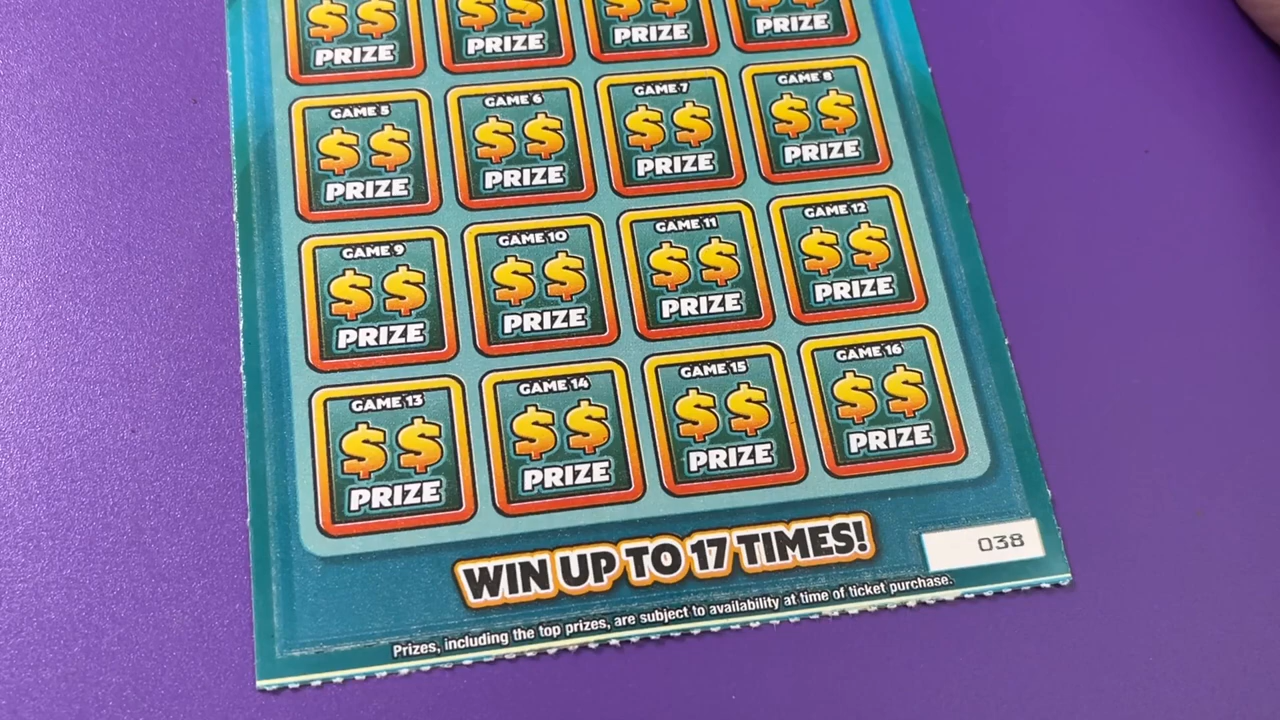 $$ $$ $$ $$
PRIZE PRIZE PRIZE PRIZE
GAME 5 GAME 6 GAME 7 GAME 8
$$ $$ $$ $$
PRIZE PRIZE PRIZE PRIZE
GAME 9 GAME 10 GAME 11 GAME 12
$$ $$ $$ $$
PRIZE PRIZE PRIZE PRIZE
GAME 13 GAME 14 GAME 15 GAME 16
$$ $$ $$ $$
PRIZE PRIZE PRIZE PRIZE
WIN UP TO 17 TIMES!
038
Prizes, including the top prizes, are subject to availability at time of ticket purchase.